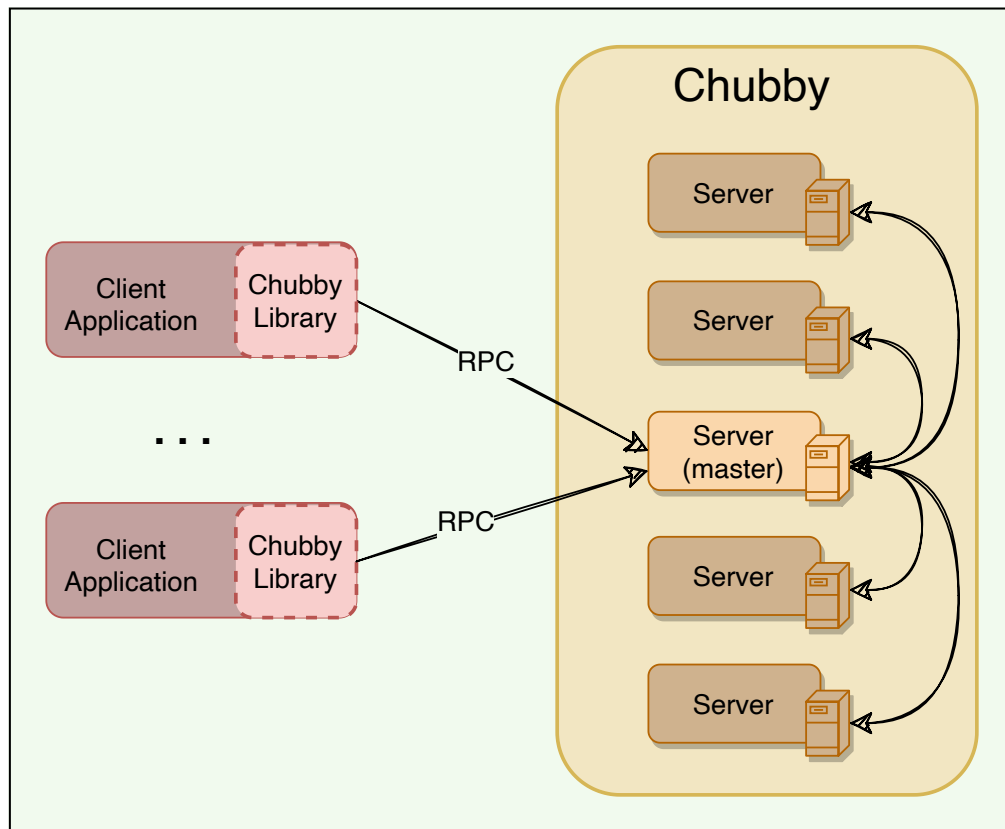 Chubby
Server
Server
Client
Application
Chubby
Library
RPC
Server
(master)
. . .
RPC
Client
Application
Chubby
Library
Server
Server